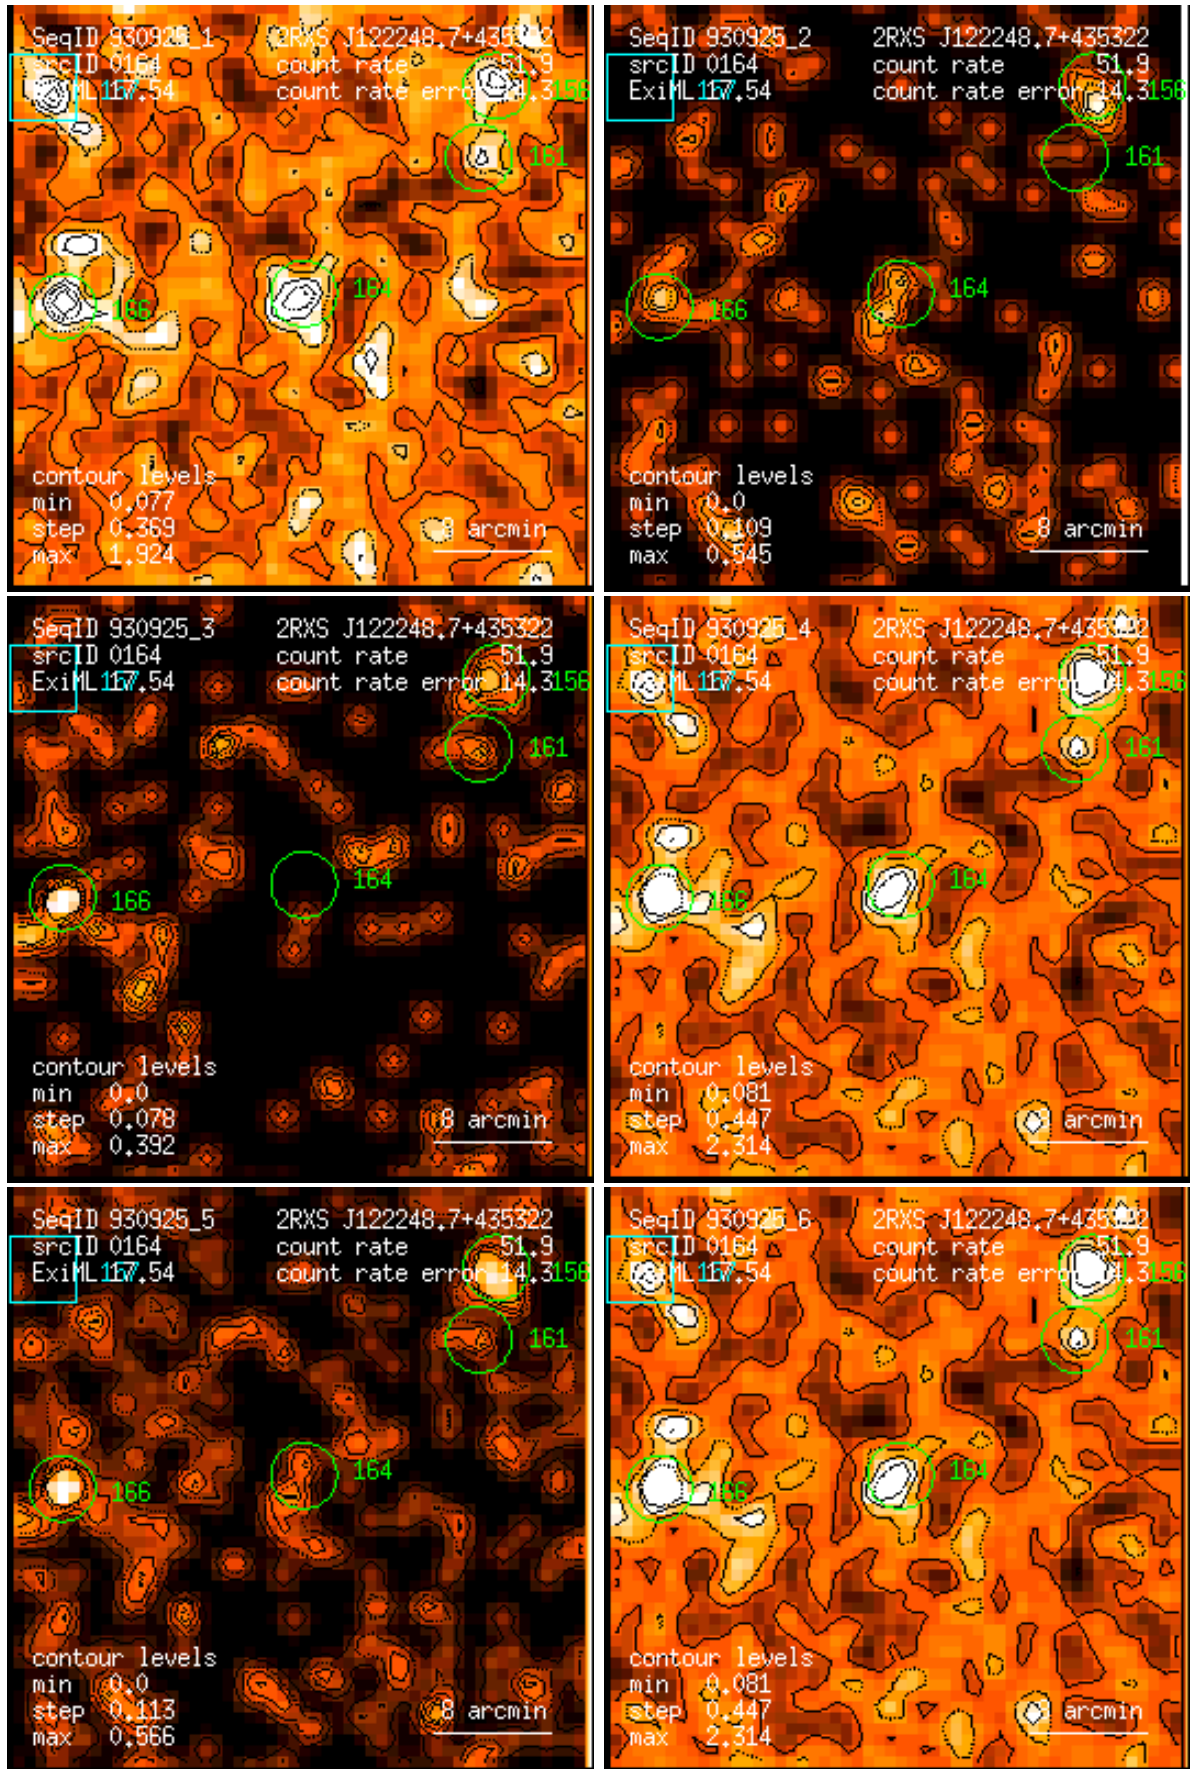 SeqID 930925_1 2RXS J122248.7+435322
srcID 0164 count rate 51.9
ExiML 157.54 count rate error 14.3 156
161
164
166
contour levels
min 0.077
step 0.369
max 1.924
8 arcmin
SeqID 930925_2 2RXS J122248.7+435322
srcID 0164 count rate 51.9
ExiML count rate error 14.3 156
161
164
166
contour levels
min 0.0
step 0.109
max 0.545
8 arcmin
SeqID 930925_3 2RXS J122248.7+435322
srcID 0164 count rate 51.9
ExiML count rate error 14.3 156
161
164
166
contour levels
min 0.0
step 0.078
max 0.392
8 arcmin
SeqID 930925_4 2RXS J122248.7+435322
srcID 0164 count rate 51.9
ExiML count rate error 14.3 156
161
164
166
contour levels
min 0.081
step 0.447
max 2.314
8 arcmin
SeqID 930925_5 2RXS J122248.7+435322
srcID 0164 count rate 51.9
ExiML count rate error 14.3 156
161
164
166
contour levels
min 0.0
step 0.113
max 0.566
8 arcmin
SeqID 930925_6 2RXS J122248.7+435322
srcID 0164 count rate 51.9
ExiML count rate error 14.3 156
161
164
166
contour levels
min 0.081
step 0.447
max 2.314
8 arcmin